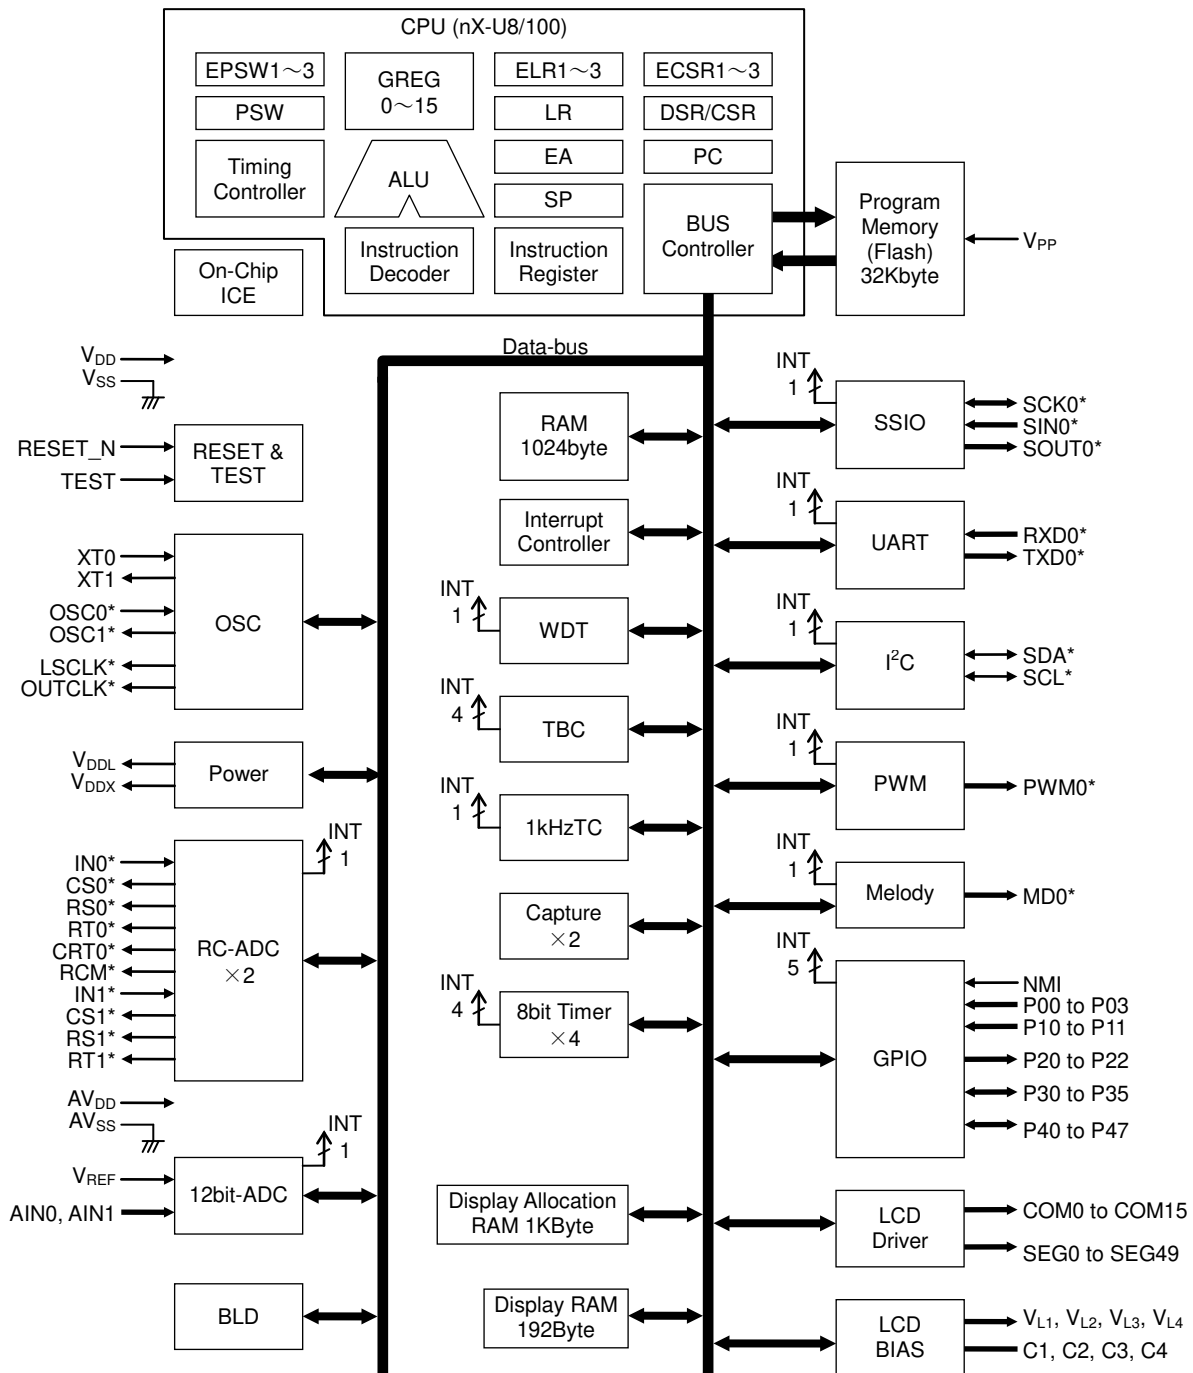 CPU (nX-U8/100)
EPSW1～3
GREG
0～15
ELR1～3
ECSR1～3
PSW
LR
DSR/CSR
Timing
Controller
ALU
EA
PC
SP
BUS
Controller
Instruction
Decoder
Instruction
Register
On-Chip
ICE
Program
Memory
(Flash)
32Kbyte
VPP
Data-bus
VDD
VSS
RESET_N
TEST
RESET &
TEST
XT0
XT1
OSC0*
OSC1*
LSCLK*
OUTCLK*
OSC
VDDL
VDDX
Power
IN0*
CS0*
RS0*
RT0*
CRT0*
RCM*
IN1*
CS1*
RS1*
RT1*
RC-ADC
×2
INT
1
AVDD
AVSS
VREF
AIN0, AIN1
12bit-ADC
INT
1
BLD
RAM
1024byte
Interrupt
Controller
INT
1
WDT
INT
4
TBC
INT
1
1kHzTC
Capture
×2
INT
4
8bit Timer
×4
Display Allocation
RAM 1KByte
Display RAM
192Byte
INT
1
SSIO
SCK0*
SIN0*
SOUT0*
INT
1
UART
RXD0*
TXD0*
INT
1
I²C
SDA*
SCL*
INT
1
PWM
PWM0*
INT
1
Melody
MD0*
INT
5
GPIO
NMI
P00 to P03
P10 to P11
P20 to P22
P30 to P35
P40 to P47
LCD
Driver
COM0 to COM15
SEG0 to SEG49
LCD
BIAS
VL1, VL2, VL3, VL4
C1, C2, C3, C4